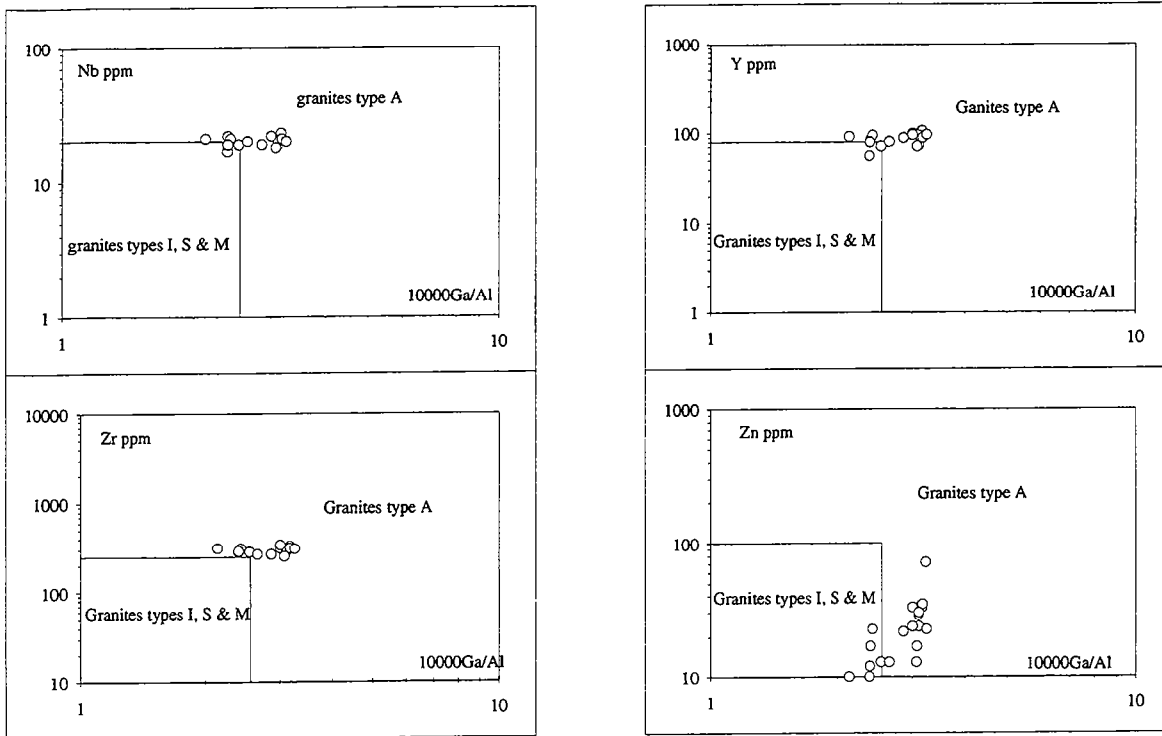 100
Nb ppm
granites type A
10
granites types I, S & M
10000Ga/Al
1
1
10
1000
Y ppm
Ganites type A
100
10
Granites types I, S & M
10000Ga/Al
1
1
10
10000
Zr ppm
1000
Granites type A
100
Granites types I, S & M
10000Ga/Al
10
1
10
1000
Zn ppm
Granites type A
100
Granites types I, S & M
10000Ga/Al
10
1
10